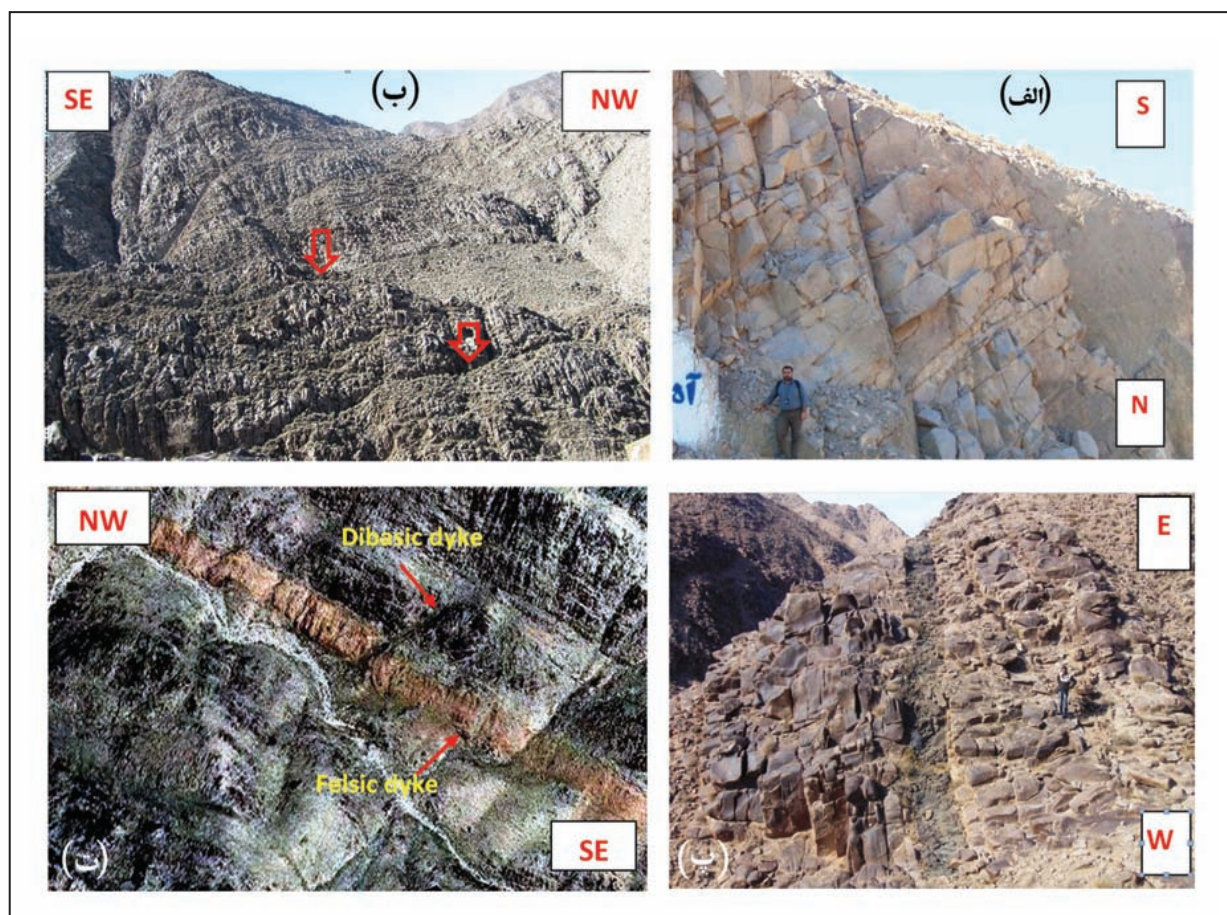 (الف)
S
N
(ب)
SE
NW
(پ)
E
W
(ت)
NW
Dibasic dyke
Felsic dyke
SE